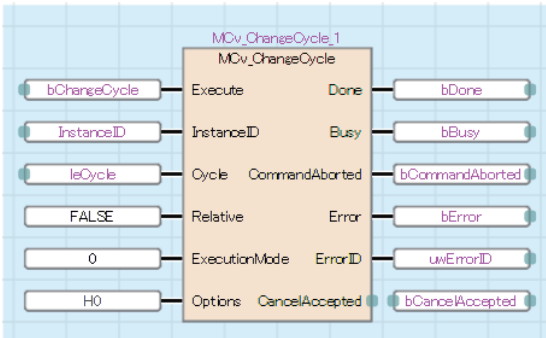 MCv_ChangeCycle_1
MCv_ChangeCycle
bChangeCycle Execute Done bDone
InstanceID InstanceID Busy bBusy
leCycle Cycle CommandAborted bCommandAborted
FALSE Relative Error bError
0 ExecutionMode ErrorID uwErrorID
H0 Options CancelAccepted bCancelAccepted